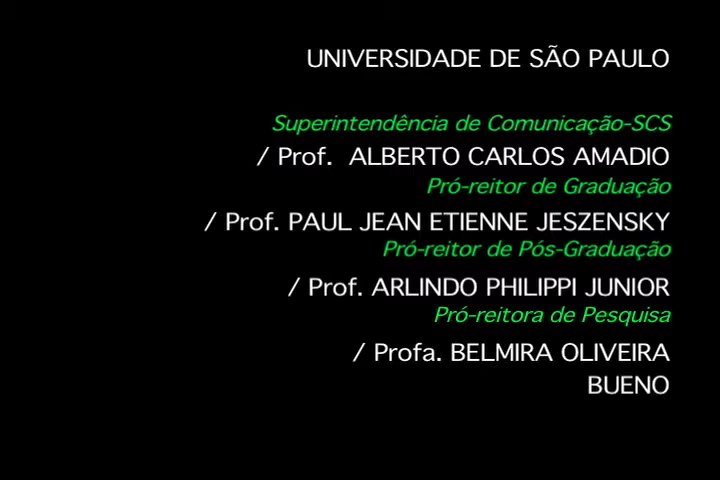 UNIVERSIDADE DE SÃO PAULO
Superintendência de Comunicação-SCS
/ Prof. ALBERTO CARLOS AMADIO
Pró-reitor de Graduação
/ Prof. PAUL JEAN ETIENNE JESZENSKY
Pró-reitor de Pós-Graduação
/ Prof. ARLINDO PHILIPPI JUNIOR
Pró-reitora de Pesquisa
/ Profa. BELMIRA OLIVEIRA
BUENO